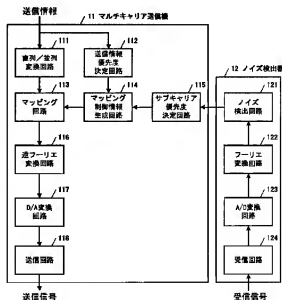 送信情報
11 マルチキャリア送信機
111
直列/並列
変換回路
112
送信情報
優先度
決定回路
113
マッピング
回路
114
マッピング
制御情報
生成回路
115
サブキャリア
優先度
決定回路
116
逆フーリエ
変換回路
117
D/A変換
回路
118
送信回路
送信信号
12 ノイズ検出器
121
ノイズ
検出回路
122
フーリエ
変換回路
123
A/D変換
回路
124
受信回路
受信信号